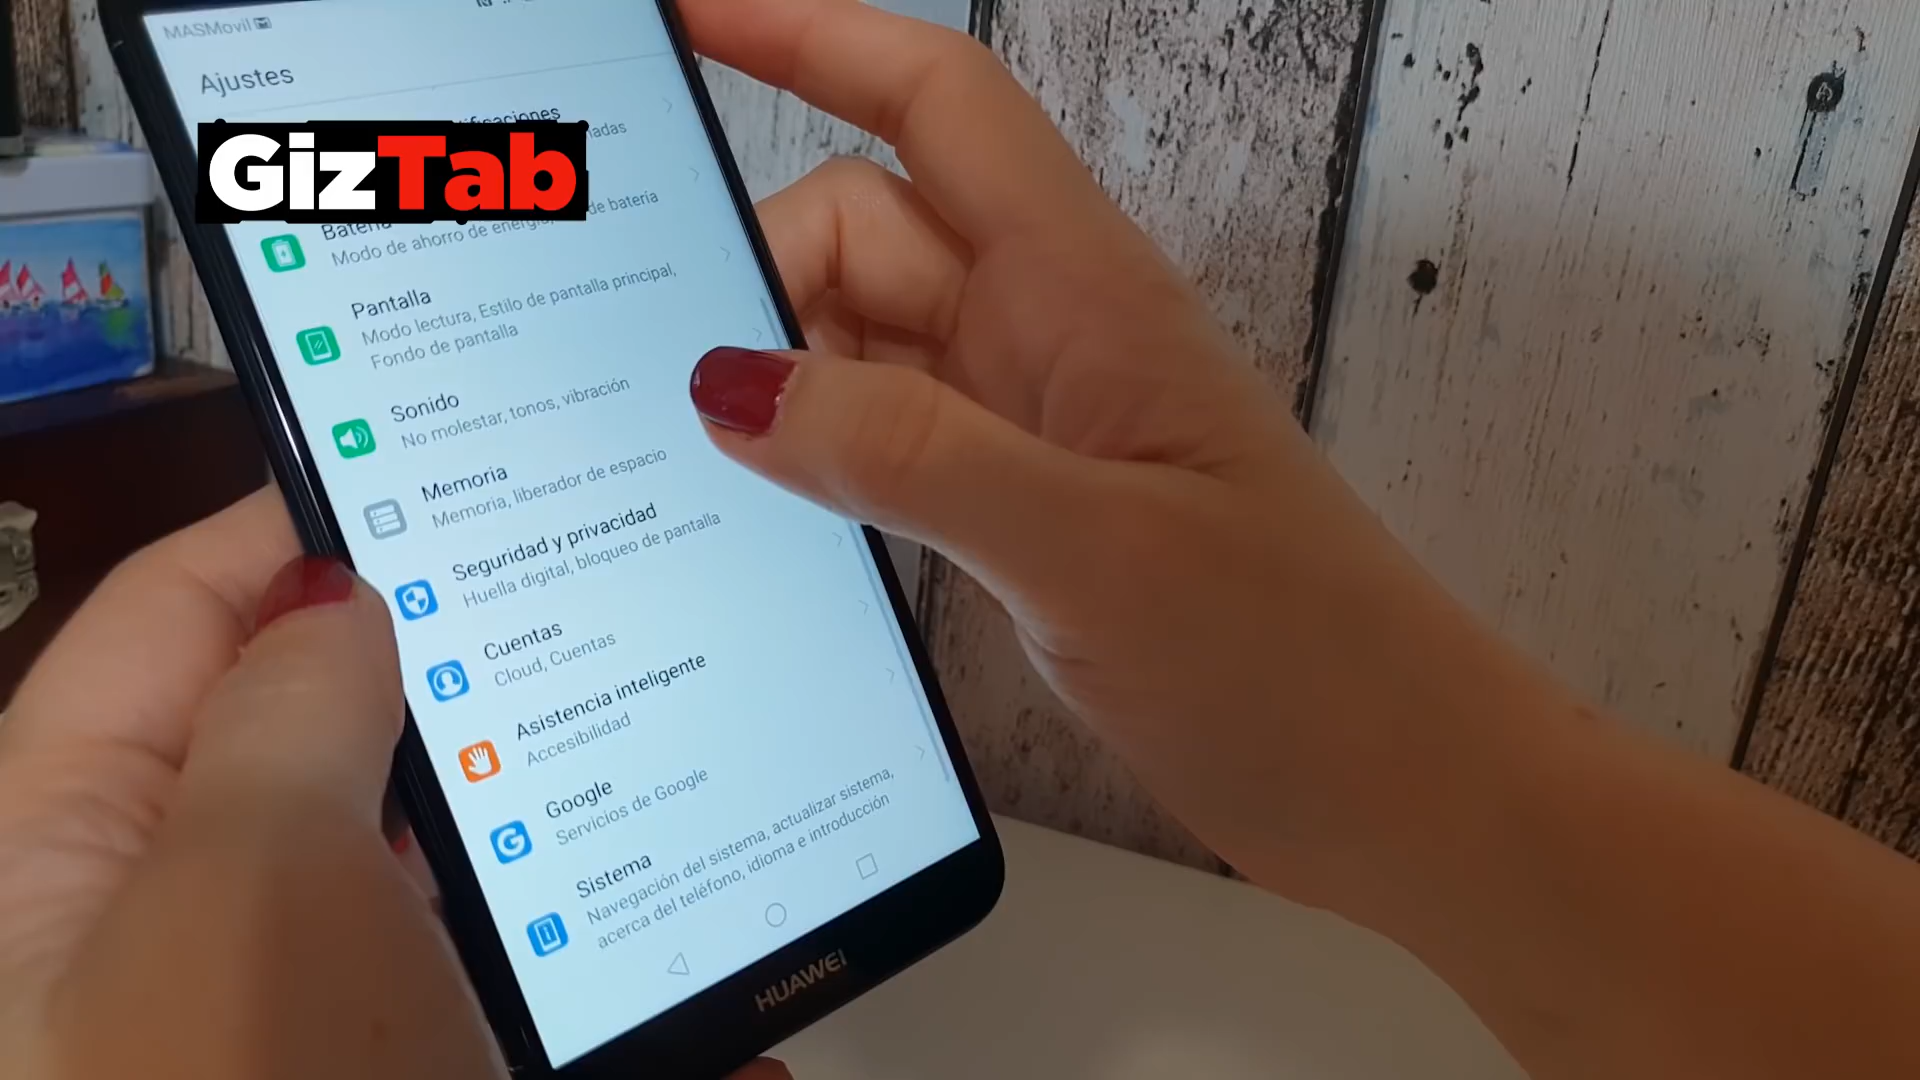 MASMovil
Ajustes
GizTab
Modo de ahorro de energía, de batería
Pantalla
Modo lectura, Estilo de pantalla principal,
Fondo de pantalla
Sonido
No molestar, tonos, vibración
Memoria
Memoria, liberador de espacio
Seguridad y privacidad
Huella digital, bloqueo de pantalla
Cuentas
Cloud, Cuentas
Asistencia inteligente
Accesibilidad
Google
Servicios de Google
Sistema
Navegación del sistema, actualizar sistema,
acerca del teléfono, idioma e introducción
HUAWEI